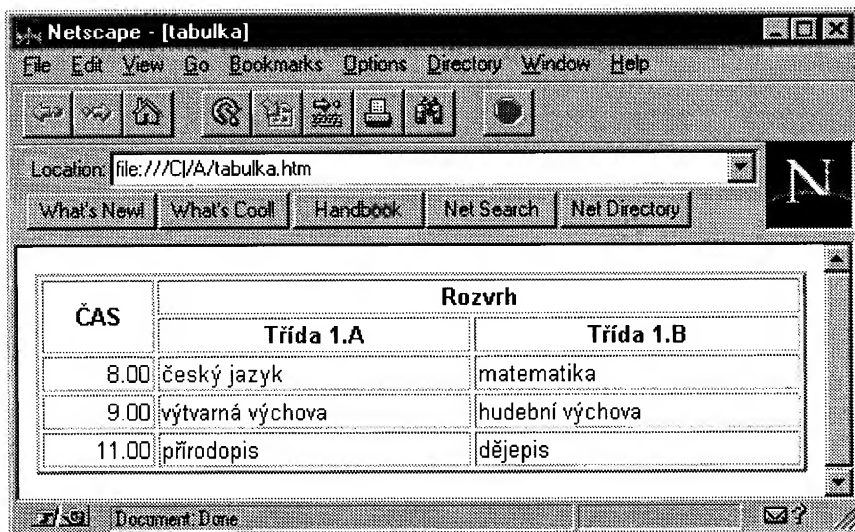 Netscape - [tabulka]
File Edit View Go Bookmarks Options Directory Window Help
Location: file:///C|/A/tabulka.htm
N
What's New! What's Cool! Handbook Net Search Net Directory
ČAS Rozvrh
Třída 1.A Třída 1.B
8.00 český jazyk matematika
9.00 výtvarná výchova hudební výchova
11.00 přírodopis dějepis
Document: Done
?